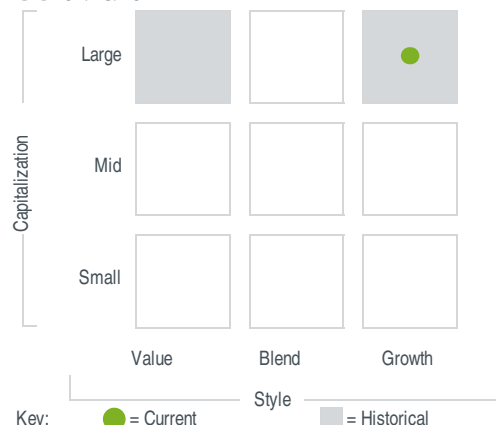 Large
Capitalization
Mid
Small
Value Blend Growth
Style
Key: = Current = Historical